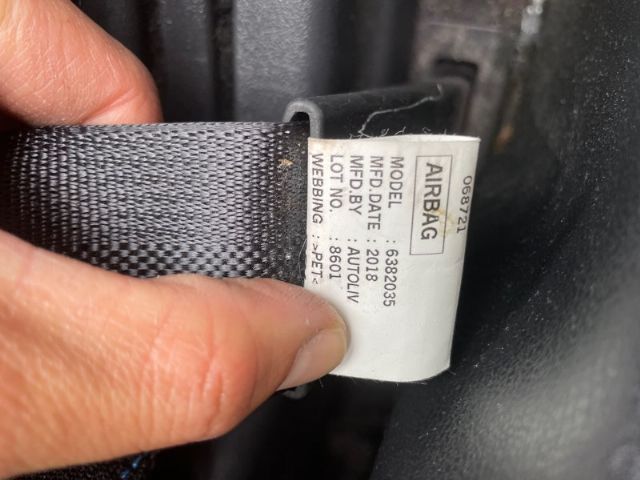 068721
AIRBAG
MODEL : 6382035
MFD.DATE : 2018
MFD.BY : AUTOLIV
LOT NO. : 8601
WEBBING : >PET<